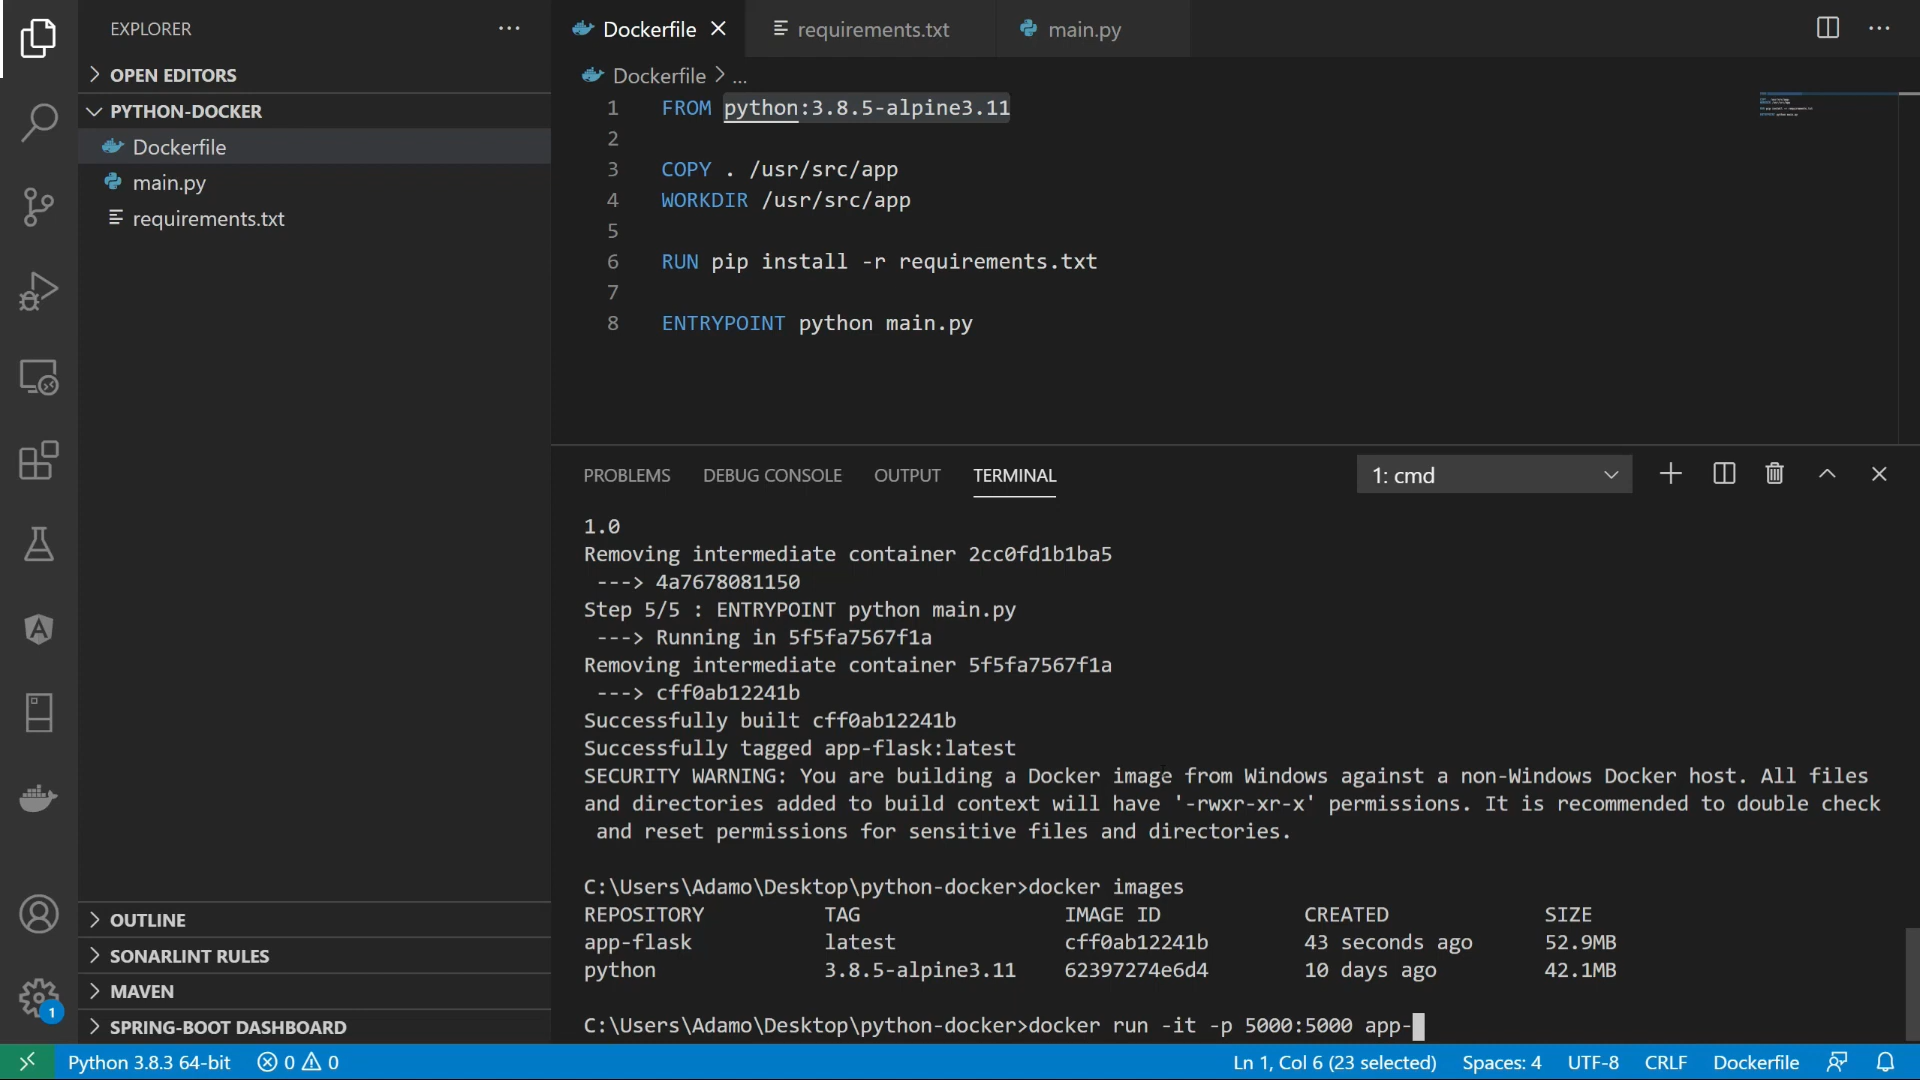 EXPLORER
OPEN EDITORS
PYTHON-DOCKER
Dockerfile
main.py
requirements.txt
OUTLINE
SONARLINT RULES
MAVEN
SPRING-BOOT DASHBOARD
1
Dockerfile
requirements.txt
main.py
Dockerfile > ...
1 FROM python:3.8.5-alpine3.11
2
3 COPY . /usr/src/app
4 WORKDIR /usr/src/app
5
6 RUN pip install -r requirements.txt
7
8 ENTRYPOINT python main.py
PROBLEMS DEBUG CONSOLE OUTPUT TERMINAL 1: cmd
1.0
Removing intermediate container 2cc0fd1b1ba5
---> 4a7678081150
Step 5/5 : ENTRYPOINT python main.py
---> Running in 5f5fa7567f1a
Removing intermediate container 5f5fa7567f1a
---> cff0ab12241b
Successfully built cff0ab12241b
Successfully tagged app-flask:latest
SECURITY WARNING: You are building a Docker image from Windows against a non-Windows Docker host. All files
and directories added to build context will have '-rwxr-xr-x' permissions. It is recommended to double check
and reset permissions for sensitive files and directories.
C:\Users\Adamo\Desktop\python-docker>docker images
REPOSITORY TAG IMAGE ID CREATED SIZE
app-flask latest cff0ab12241b 43 seconds ago 52.9MB
python 3.8.5-alpine3.11 62397274e6d4 10 days ago 42.1MB
C:\Users\Adamo\Desktop\python-docker>docker run -it -p 5000:5000 app-
Python 3.8.3 64-bit 0 0 Ln 1, Col 6 (23 selected) Spaces: 4 UTF-8 CRLF Dockerfile